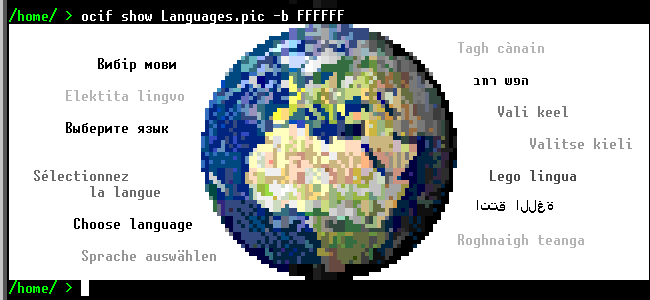 /home/ > ocif show Languages.pic -b FFFFFF
Вибір мови
Elektita lingvo
Выберите язык
Sélectionnez
la langue
Choose language
Sprache auswählen
Tagh cànain
בחר שפה
Vali keel
Valitse kieli
Lego lingua
انتق اللغة
Roghnaigh teanga
/home/ >